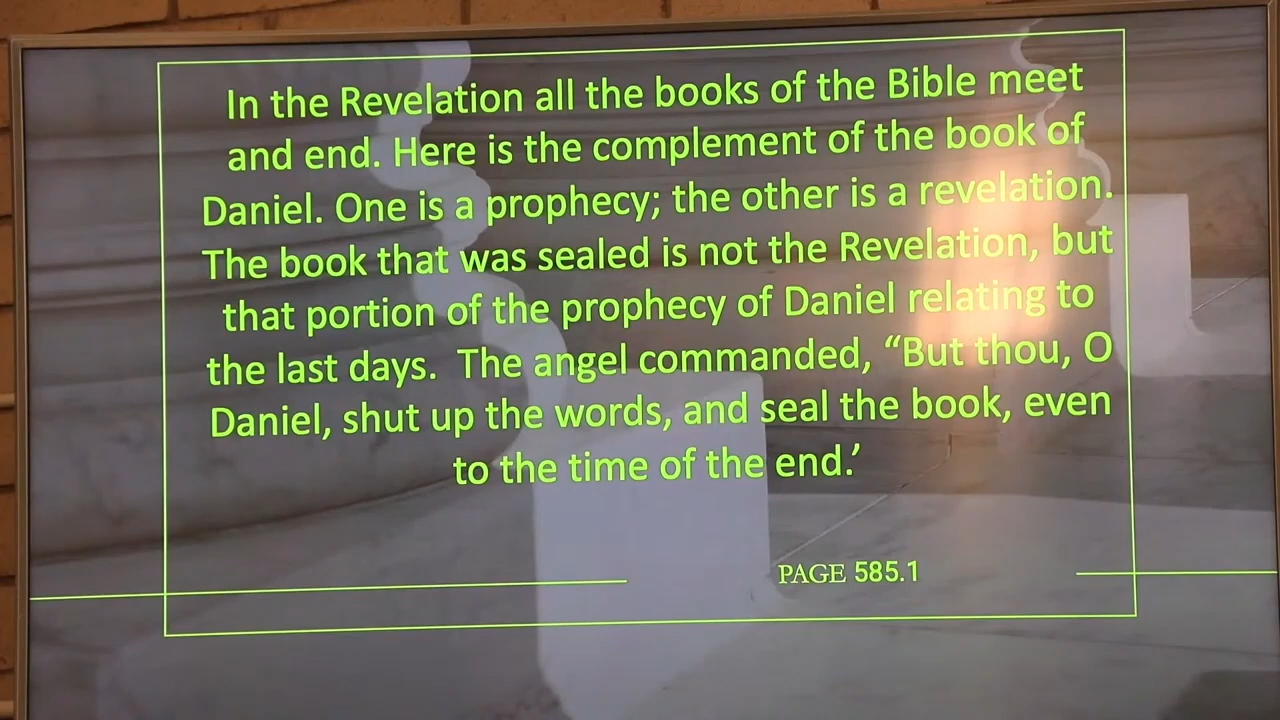 In the Revelation all the books of the Bible meet
and end. Here is the complement of the book of
Daniel. One is a prophecy; the other is a revelation.
The book that was sealed is not the Revelation, but
that portion of the prophecy of Daniel relating to
the last days.  The angel commanded, “But thou, O
Daniel, shut up the words, and seal the book, even
to the time of the end.’
PAGE 585.1